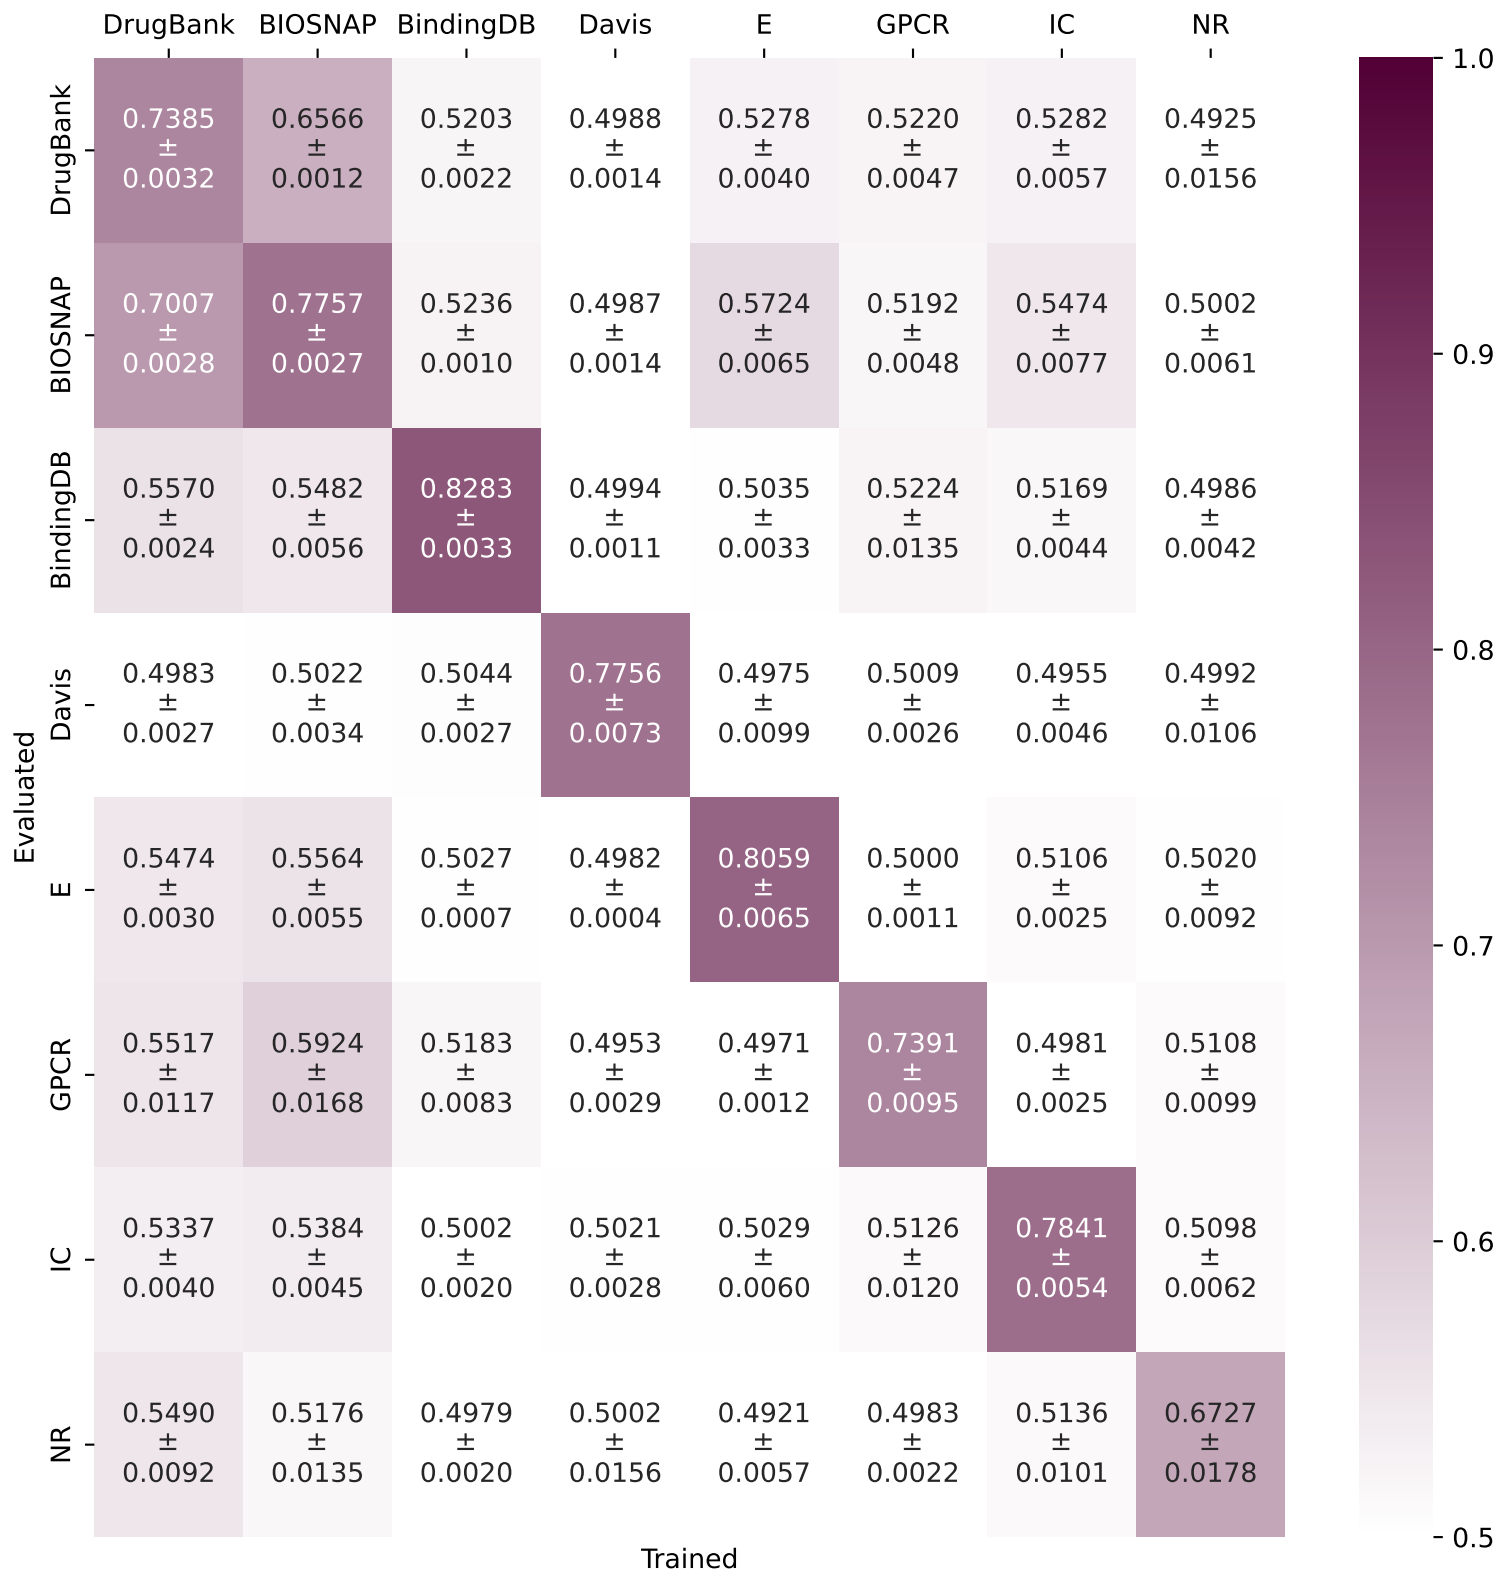 DrugBank BIOSNAP BindingDB Davis E GPCR IC NR
DrugBank
0.7385 0.6566 0.5203 0.4988 0.5278 0.5220 0.5282 0.4925
± ± ± ± ± ± ± ±
0.0032 0.0012 0.0022 0.0014 0.0040 0.0047 0.0057 0.0156
BIOSNAP
0.7007 0.7757 0.5236 0.4987 0.5724 0.5192 0.5474 0.5002
± ± ± ± ± ± ± ±
0.0028 0.0027 0.0010 0.0014 0.0065 0.0048 0.0077 0.0061
BindingDB
0.5570 0.5482 0.8283 0.4994 0.5035 0.5224 0.5169 0.4986
± ± ± ± ± ± ± ±
0.0024 0.0056 0.0033 0.0011 0.0033 0.0135 0.0044 0.0042
Davis
0.4983 0.5022 0.5044 0.7756 0.4975 0.5009 0.4955 0.4992
± ± ± ± ± ± ± ±
0.0027 0.0034 0.0027 0.0073 0.0099 0.0026 0.0046 0.0106
E
0.5474 0.5564 0.5027 0.4982 0.8059 0.5000 0.5106 0.5020
± ± ± ± ± ± ± ±
0.0030 0.0055 0.0007 0.0004 0.0065 0.0011 0.0025 0.0092
GPCR
0.5517 0.5924 0.5183 0.4953 0.4971 0.7391 0.4981 0.5108
± ± ± ± ± ± ± ±
0.0117 0.0168 0.0083 0.0029 0.0012 0.0095 0.0025 0.0099
IC
0.5337 0.5384 0.5002 0.5021 0.5029 0.5126 0.7841 0.5098
± ± ± ± ± ± ± ±
0.0040 0.0045 0.0020 0.0028 0.0060 0.0120 0.0054 0.0062
NR
0.5490 0.5176 0.4979 0.5002 0.4921 0.4983 0.5136 0.6727
± ± ± ± ± ± ± ±
0.0092 0.0135 0.0020 0.0156 0.0057 0.0022 0.0101 0.0178
Evaluated
Trained
1.0
0.9
0.8
0.7
0.6
0.5